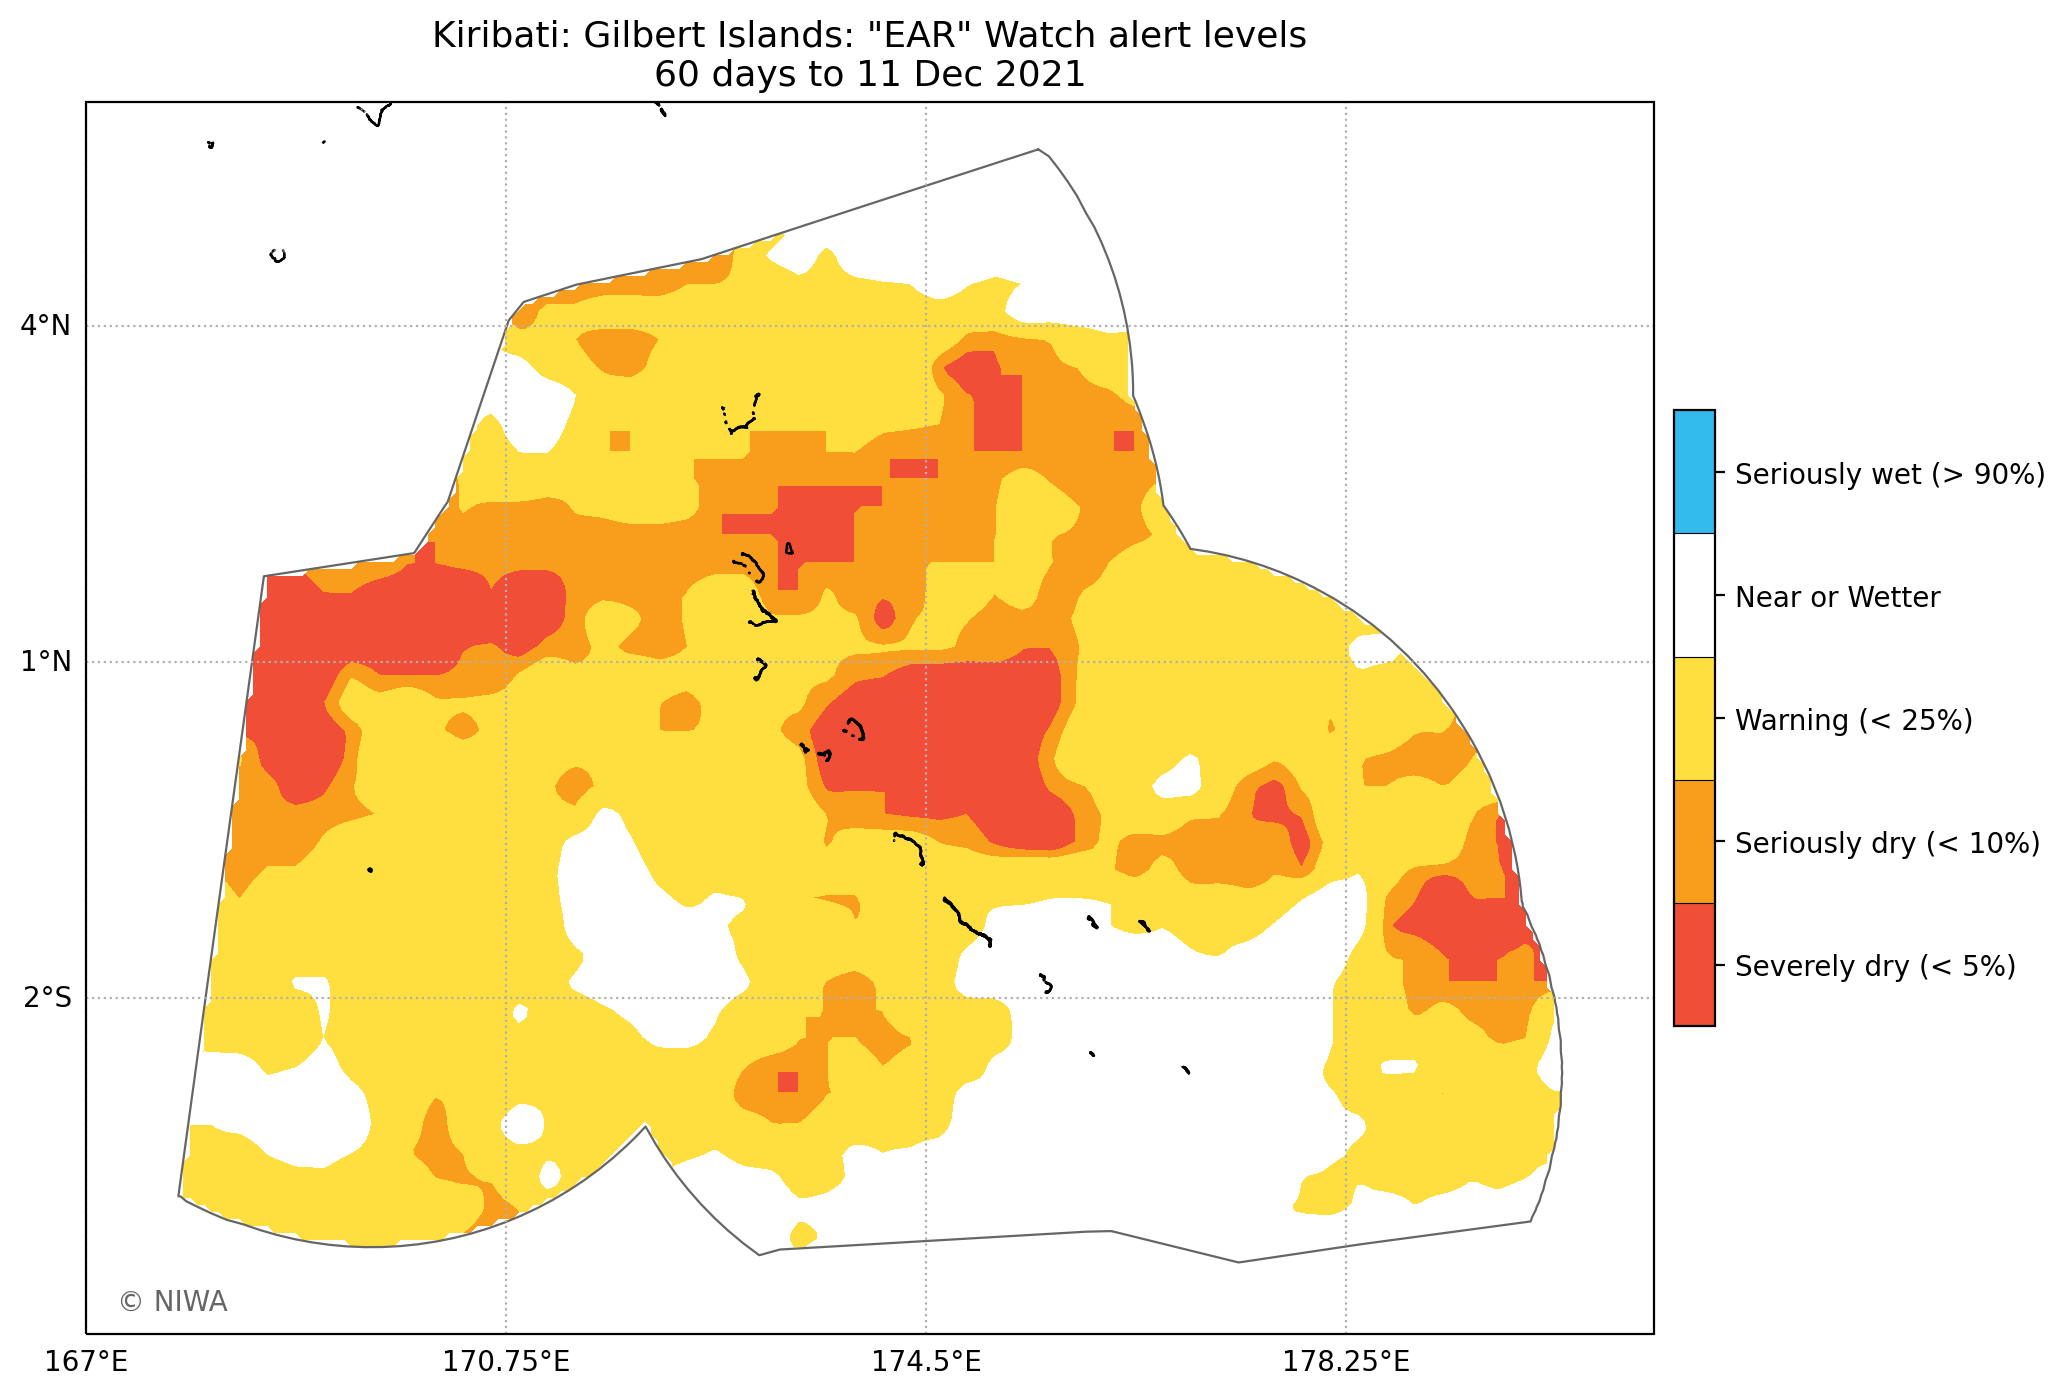 Kiribati: Gilbert Islands: "EAR" Watch alert levels
60 days to 11 Dec 2021
4°N
1°N
2°S
167°E
170.75°E
174.5°E
178.25°E
© NIWA
Seriously wet (> 90%)
Near or Wetter
Warning (< 25%)
Seriously dry (< 10%)
Severely dry (< 5%)